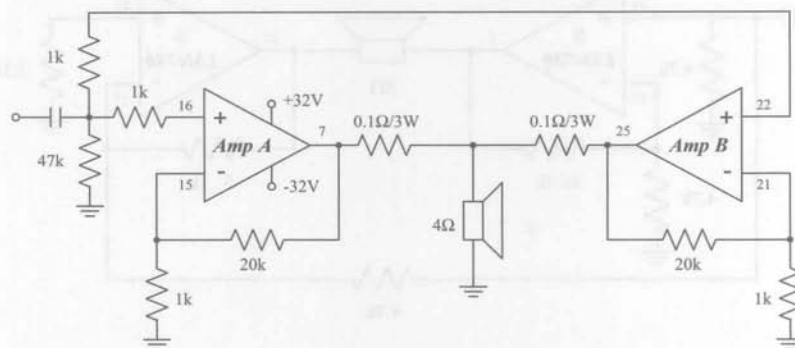 1k
1k
16
+
+32V
0.1Ω/3W
0.1Ω/3W
22
+
Amp A
7
25
Amp B
47k
15
-
-32V
-
21
4Ω
20k
20k
1k
1k